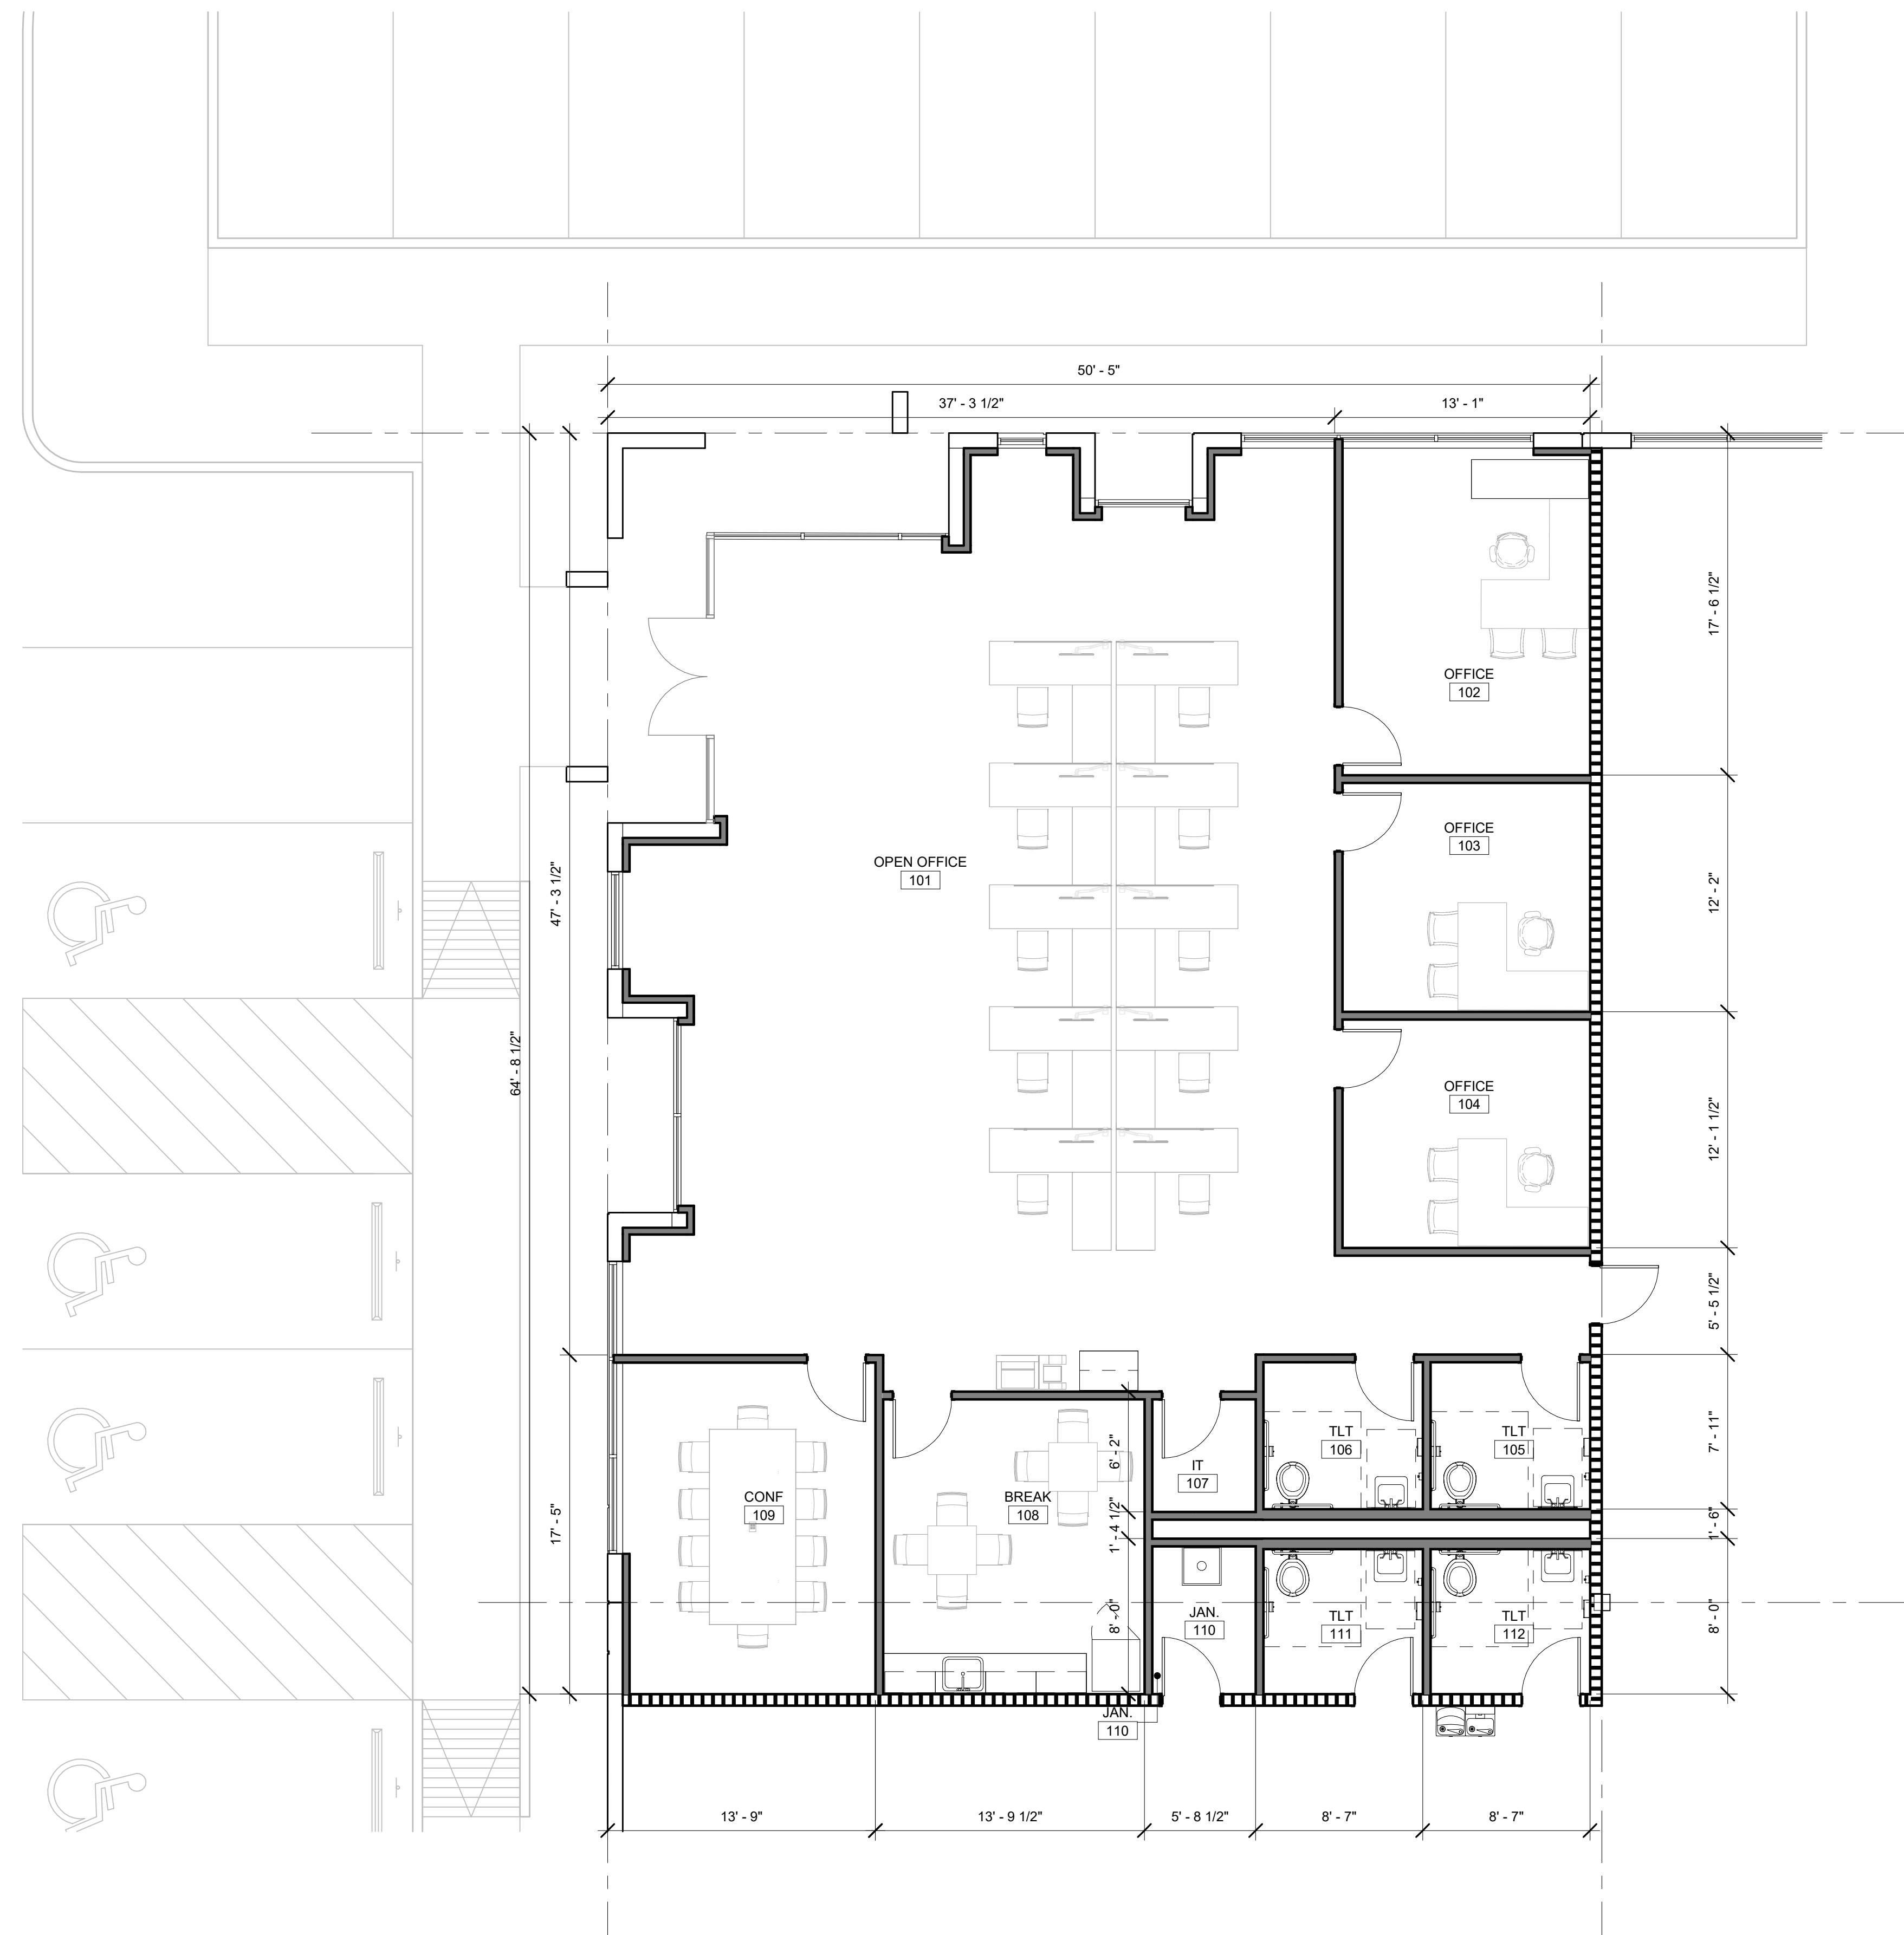 50' - 5"
37' - 3 1/2"
13' - 1"
17' - 6 1/2"
OFFICE
102
OFFICE
103
OPEN OFFICE
101
47' - 3 1/2"
12' - 2"
64' - 8 1/2"
OFFICE
104
12' - 1 1/2"
5' - 5 1/2"
7' - 11"
TLT
106
TLT
105
6' - 2"
IT
107
CONF
109
BREAK
108
17' - 5"
1' - 4 1/2"
1' - 6"
8' - 0"
JAN.
110
TLT
111
TLT
112
8' - 0"
JAN.
110
13' - 9"
13' - 9 1/2"
5' - 8 1/2"
8' - 7"
8' - 7"